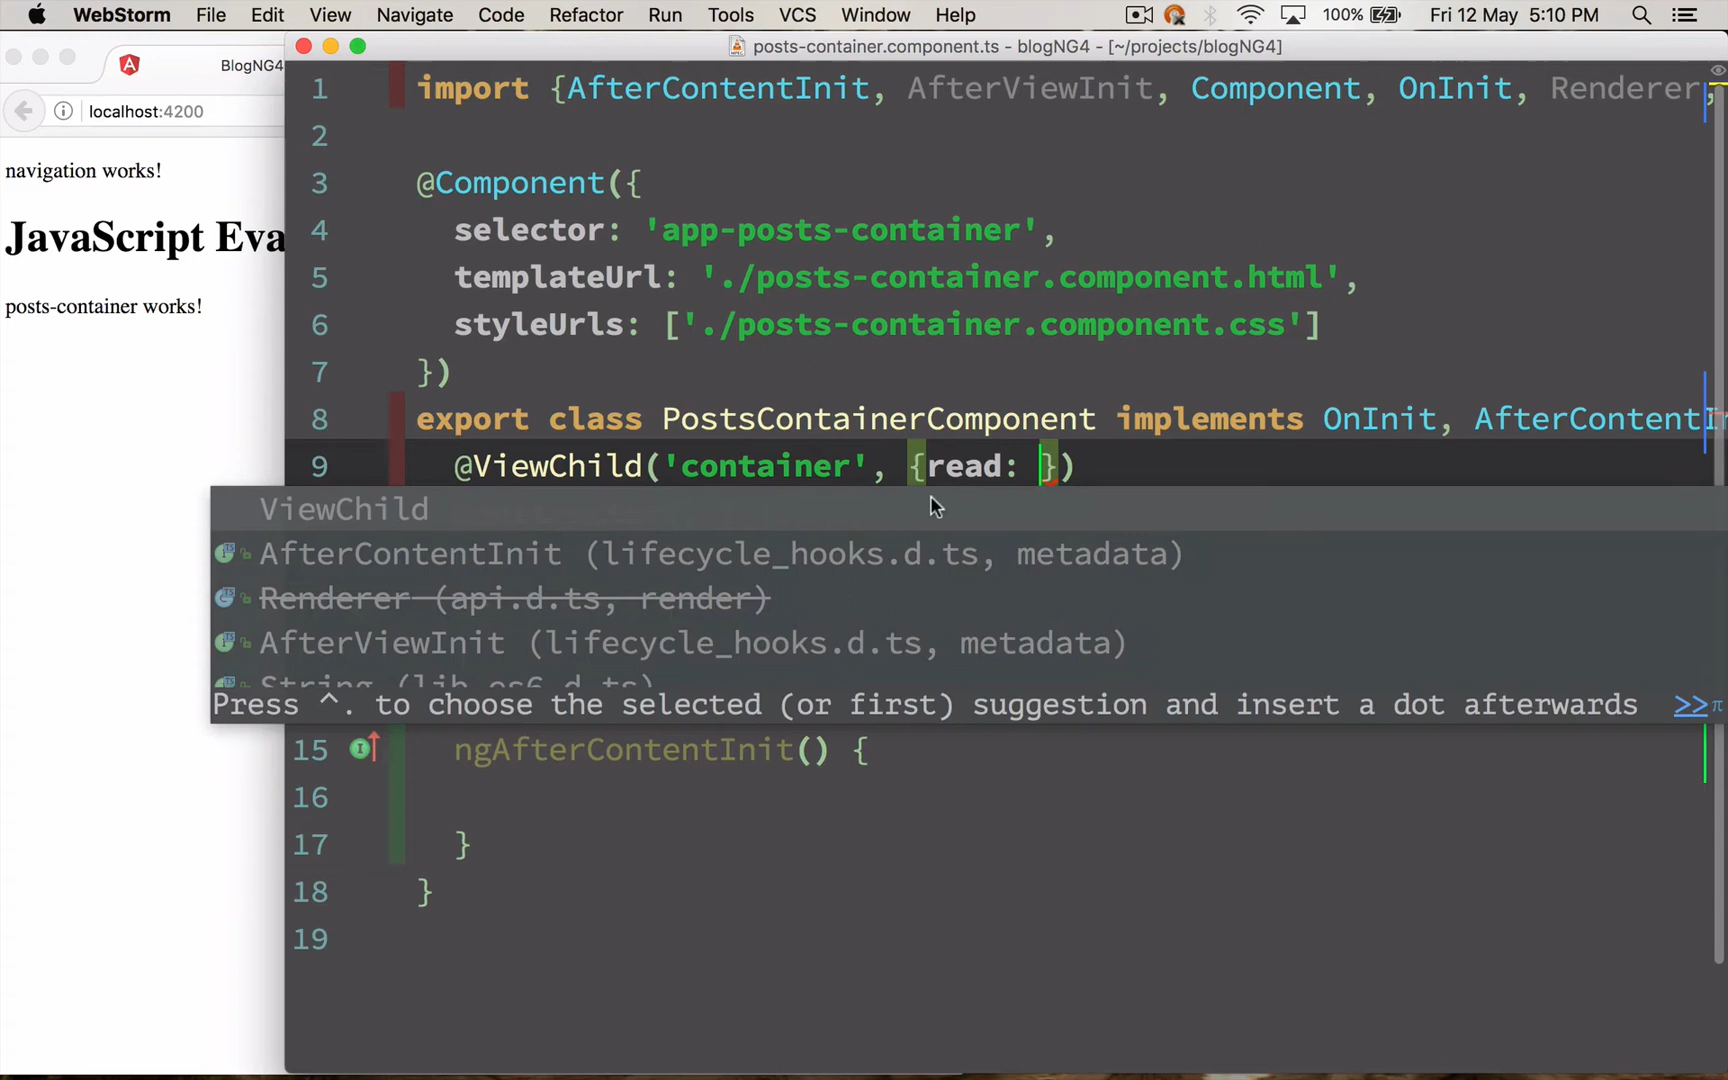 WebStorm File Edit View Navigate Code Refactor Run Tools VCS Window Help 100% Fri 12 May 5:10 PM
posts-container.component.ts - blogNG4 - [~/projects/blogNG4]
BlogNG4
localhost:4200
navigation works!
JavaScript Eva
posts-container works!
1 import {AfterContentInit, AfterViewInit, Component, OnInit, Renderer,
2
3 @Component({
4 selector: 'app-posts-container',
5 templateUrl: './posts-container.component.html',
6 styleUrls: ['./posts-container.component.css']
7 })
8 export class PostsContainerComponent implements OnInit, AfterContentIn
9 @ViewChild('container', {read: })
ViewChild
AfterContentInit (lifecycle_hooks.d.ts, metadata)
Renderer (api.d.ts, render)
AfterViewInit (lifecycle_hooks.d.ts, metadata)
String (lib.es6.d.ts)
Press ^. to choose the selected (or first) suggestion and insert a dot afterwards >> π
15 ngAfterContentInit() {
16
17 }
18 }
19